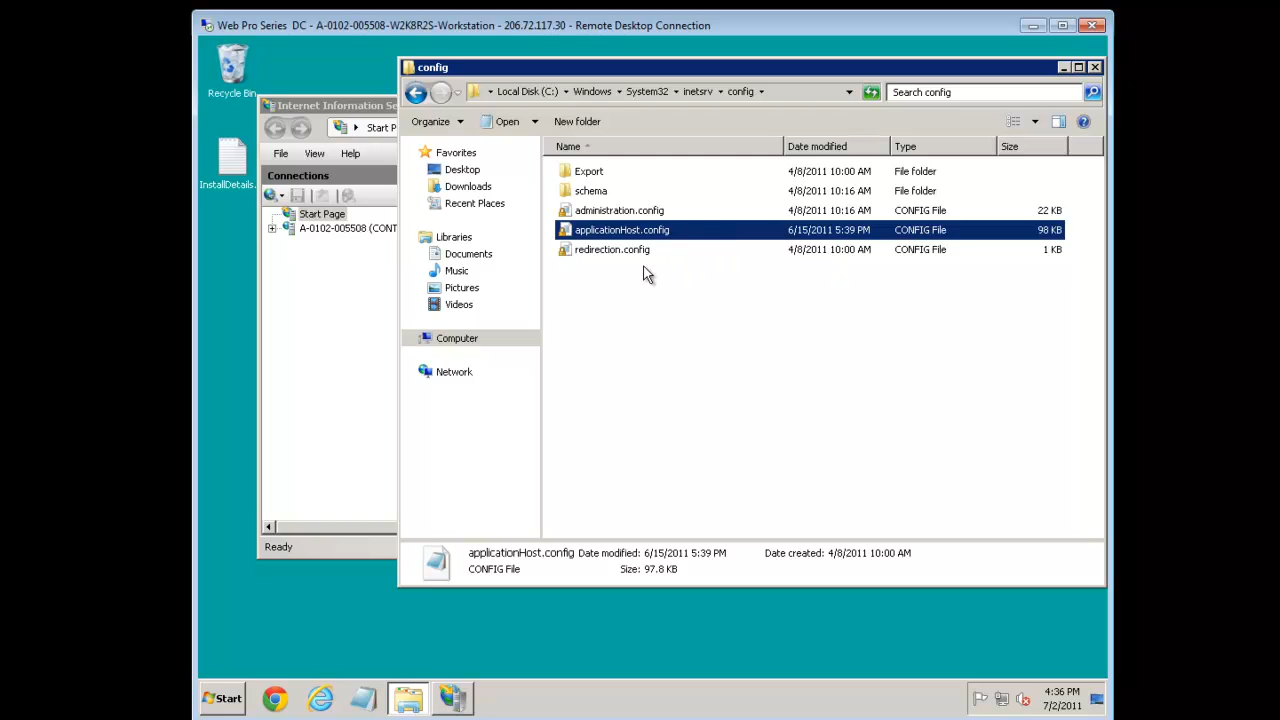 Web Pro Series DC - A-0102-005508-W2K8R2S-Workstation - 206.72.117.30 - Remote Desktop Connection
Recycle Bin
InstallDetails.
Internet Information Se
Start P
File View Help
Connections
Start Page
A-0102-005508 (CONT
Ready
config
Local Disk (C:) Windows System32 inetsrv config
Search config
Organize Open New folder
Favorites
Desktop
Downloads
Recent Places
Libraries
Documents
Music
Pictures
Videos
Computer
Network
Name Date modified Type Size
Export 4/8/2011 10:00 AM File folder
schema 4/8/2011 10:16 AM File folder
administration.config 4/8/2011 10:16 AM CONFIG File 22 KB
applicationHost.config 6/15/2011 5:39 PM CONFIG File 98 KB
redirection.config 4/8/2011 10:00 AM CONFIG File 1 KB
applicationHost.config Date modified: 6/15/2011 5:39 PM Date created: 4/8/2011 10:00 AM
CONFIG File Size: 97.8 KB
Start
4:36 PM
7/2/2011